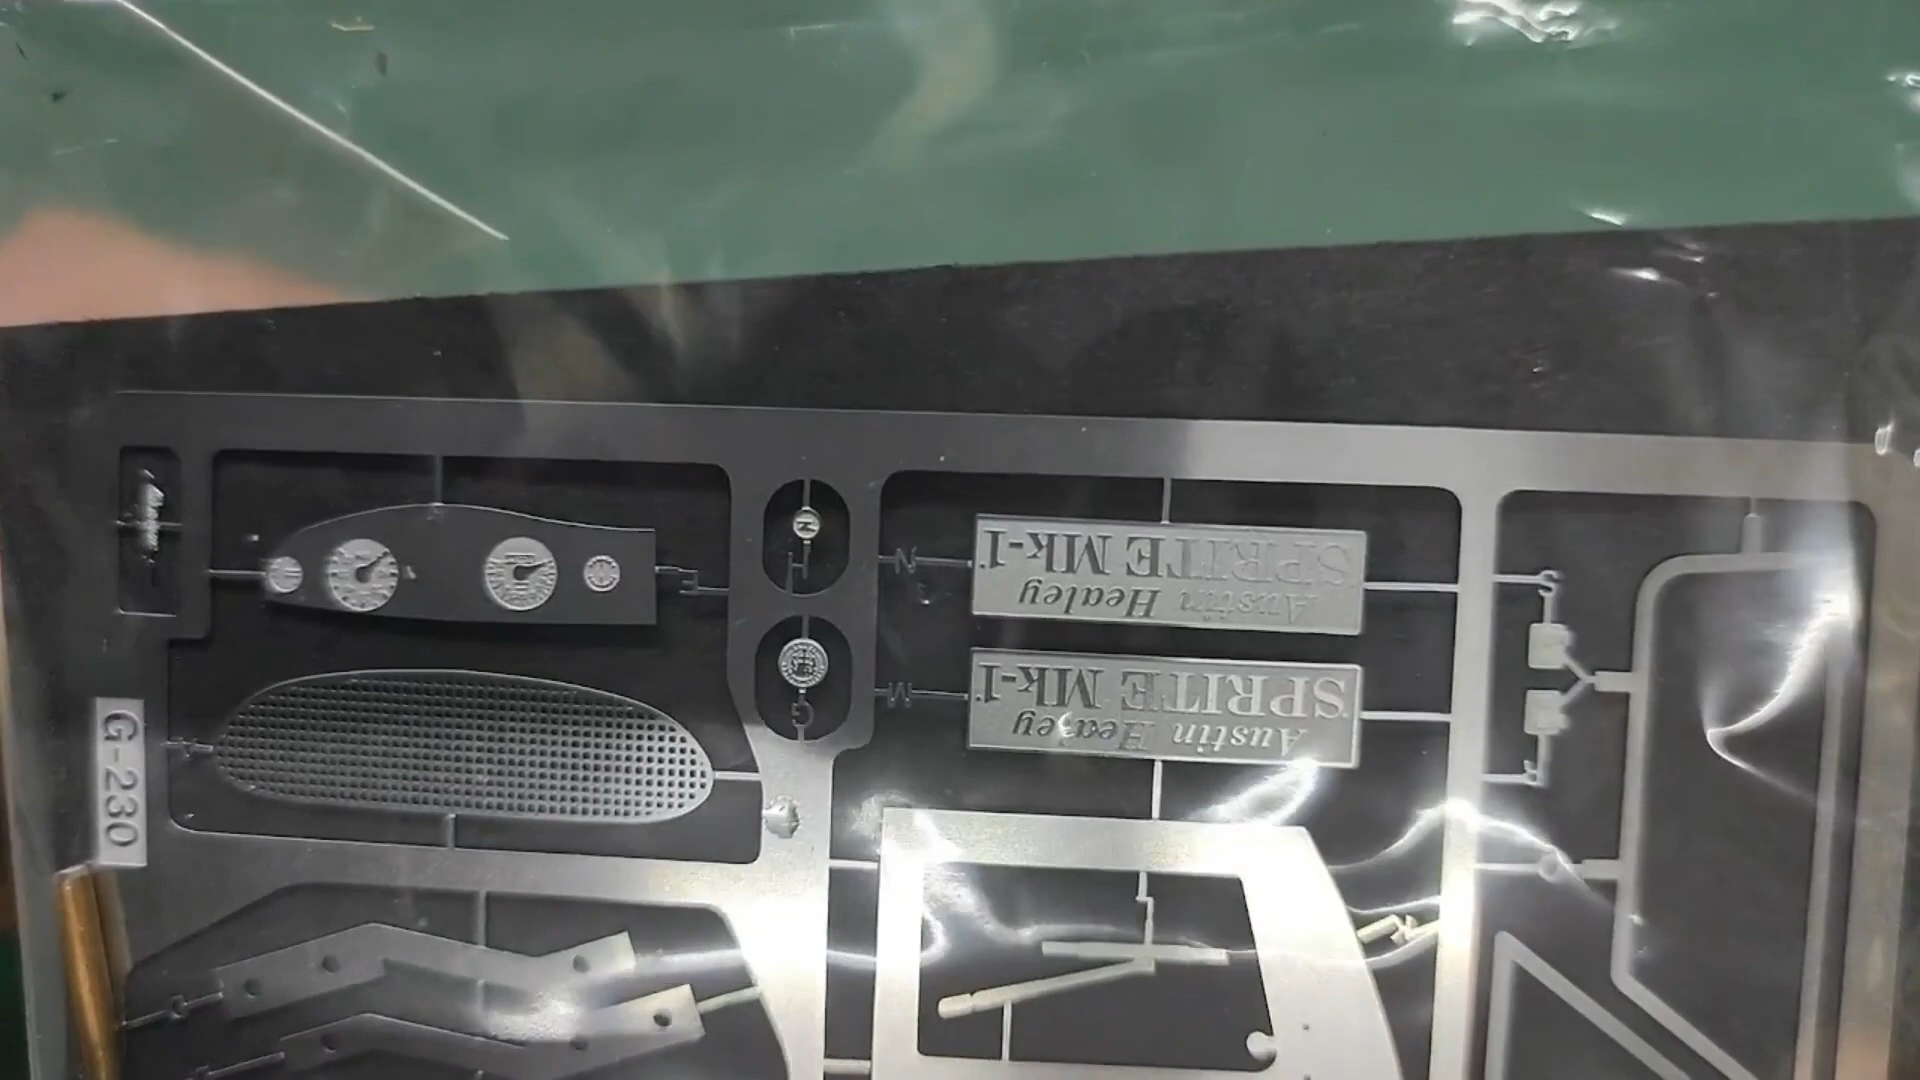 Austin Healey
SPRITE Mk-1
Austin Healey
SPRITE Mk-1
G-230
N
M
N
H
G